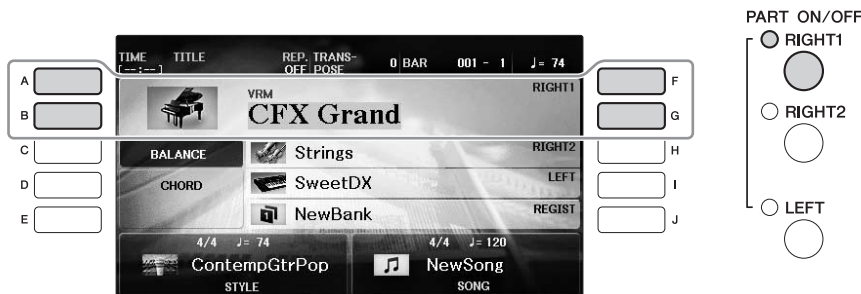 PART ON/OFF
RIGHT1
RIGHT2
LEFT
TIME TITLE REP. TRANS- 0 BAR 001 - 1 ♩= 74
[--:--] OFF POSE
A
B
C
D
E
VRM
CFX Grand
RIGHT1
BALANCE
CHORD
Strings
RIGHT2
SweetDX
LEFT
NewBank
REGIST
4/4 ♩= 74
ContempGtrPop
STYLE
4/4 ♩= 120
NewSong
SONG
F
G
H
I
J